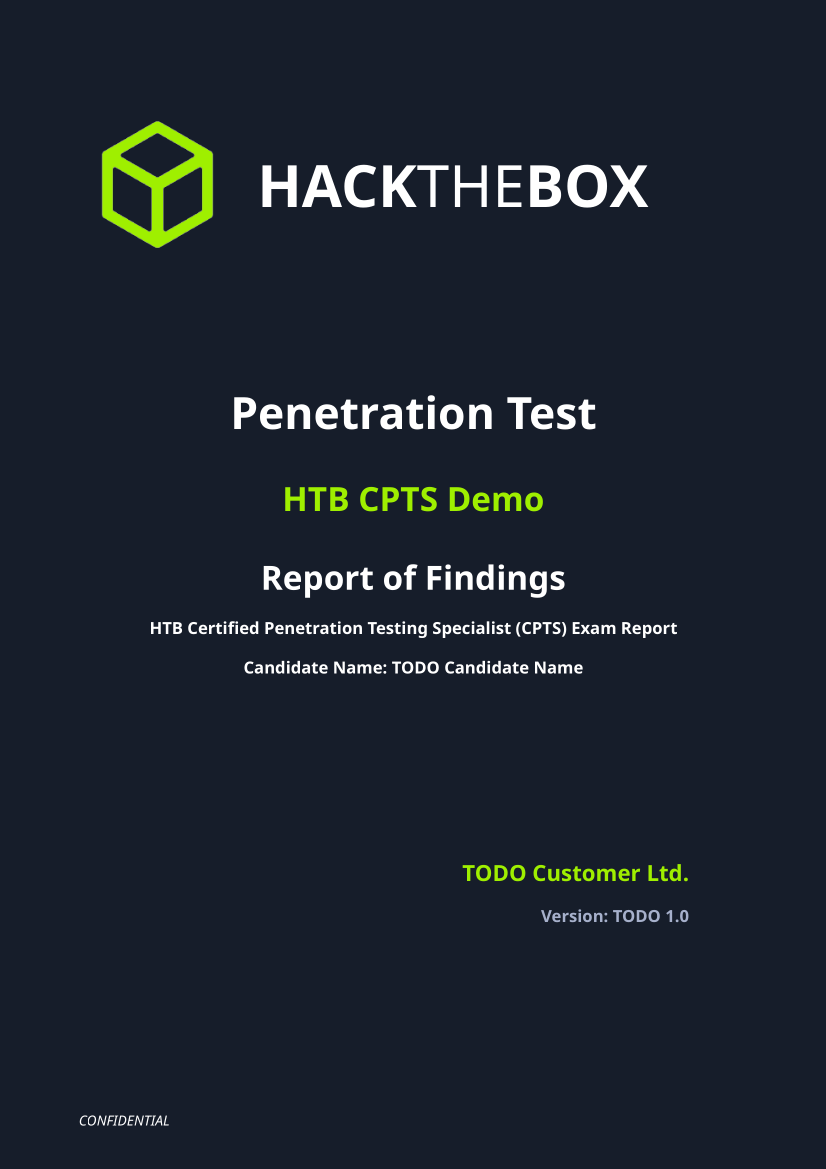 HACKTHEBOX
Penetration Test
HTB CPTS Demo
Report of Findings
HTB Certified Penetration Testing Specialist (CPTS) Exam Report
Candidate Name: TODO Candidate Name
TODO Customer Ltd.
Version: TODO 1.0
CONFIDENTIAL